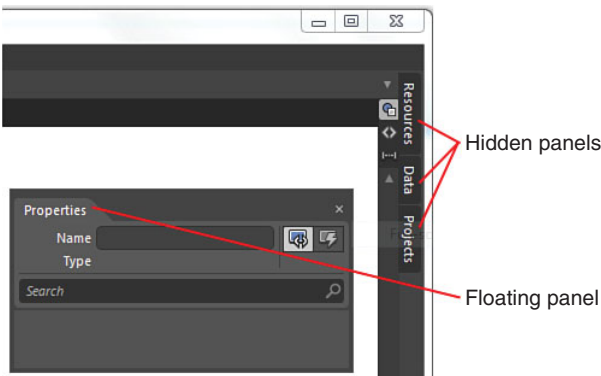 Resources
Data
Projects
Hidden panels
Properties
Name
Type
Search
Floating panel